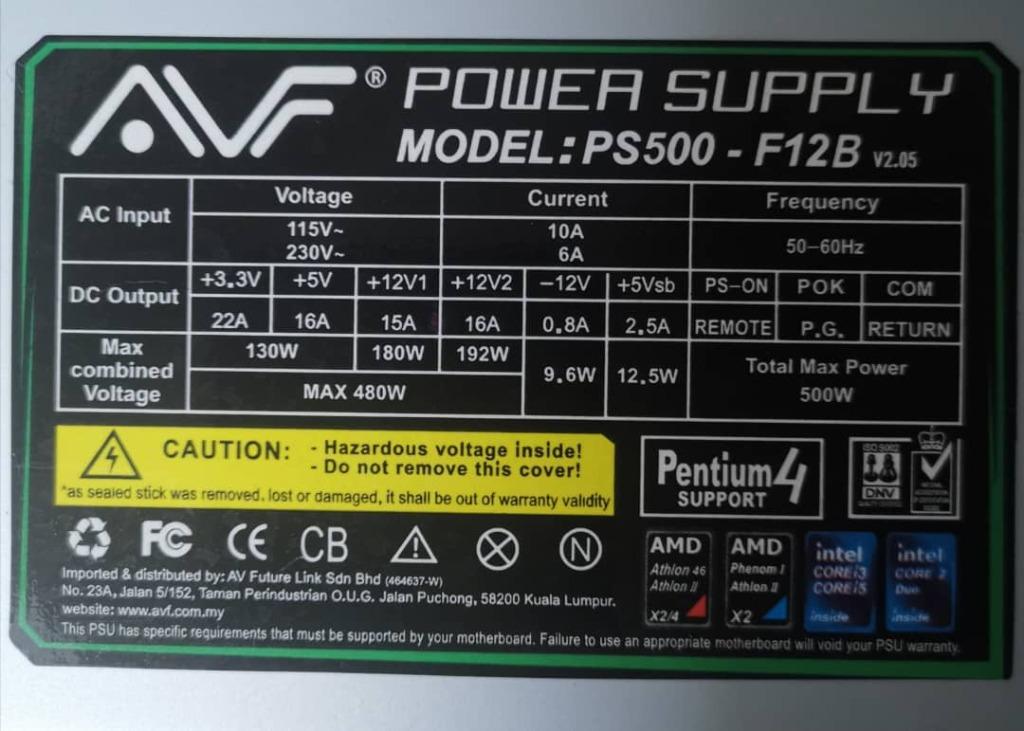 AVF® POWER SUPPLY
MODEL: PS500 - F12B V2.05
AC Input Voltage Current Frequency
115V~ 10A 50-60Hz
230V~ 6A
DC Output +3.3V +5V +12V1 +12V2 -12V +5Vsb PS-ON POK COM
22A 16A 15A 16A 0.8A 2.5A REMOTE P.G. RETURN
Max combined Voltage 130W 180W 192W 9.6W 12.5W Total Max Power
MAX 480W 500W
CAUTION: - Hazardous voltage inside!
- Do not remove this cover!
*as sealed stick was removed, lost or damaged, it shall be out of warranty validity
Pentium 4
SUPPORT
ISO 9002
DNV
FC CE CB N
Imported & distributed by: AV Future Link Sdn Bhd (464637-W)
No. 23A, Jalan 5/152, Taman Perindustrian O.U.G. Jalan Puchong, 58200 Kuala Lumpur.
website: www.avf.com.my
This PSU has specific requirements that must be supported by your motherboard. Failure to use an appropriate motherboard will void your PSU warranty.
AMD
Athlon 46
Athlon II
X2/4
AMD
Phenom I
Athlon II
X2
intel
CORE i3
CORE i5
inside
intel
CORE 2
Duo
inside